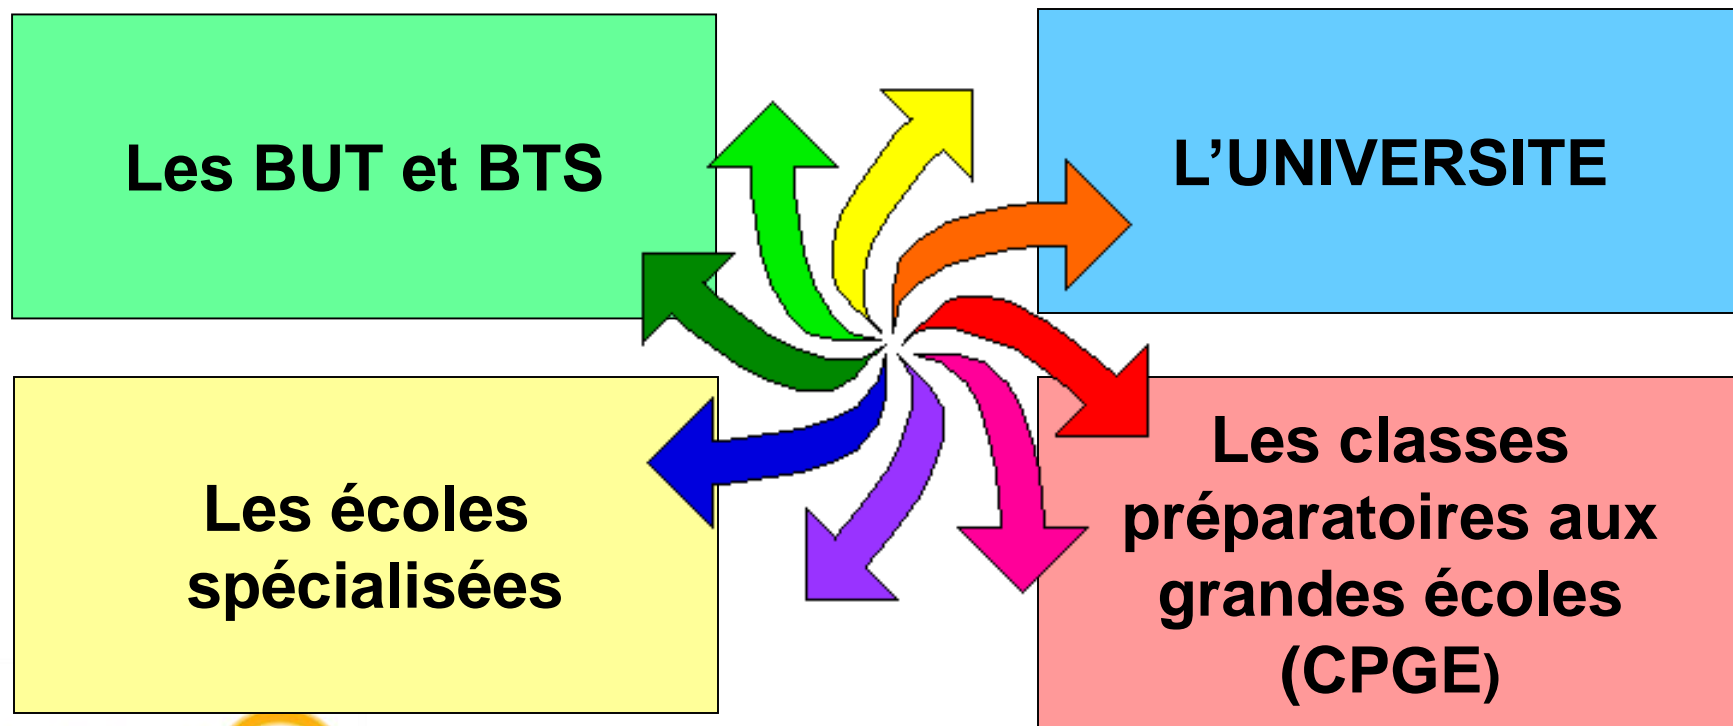 Les BUT et BTS
L’UNIVERSITE
Les écoles
spécialisées
Les classes
préparatoires aux
grandes écoles
(CPGE)